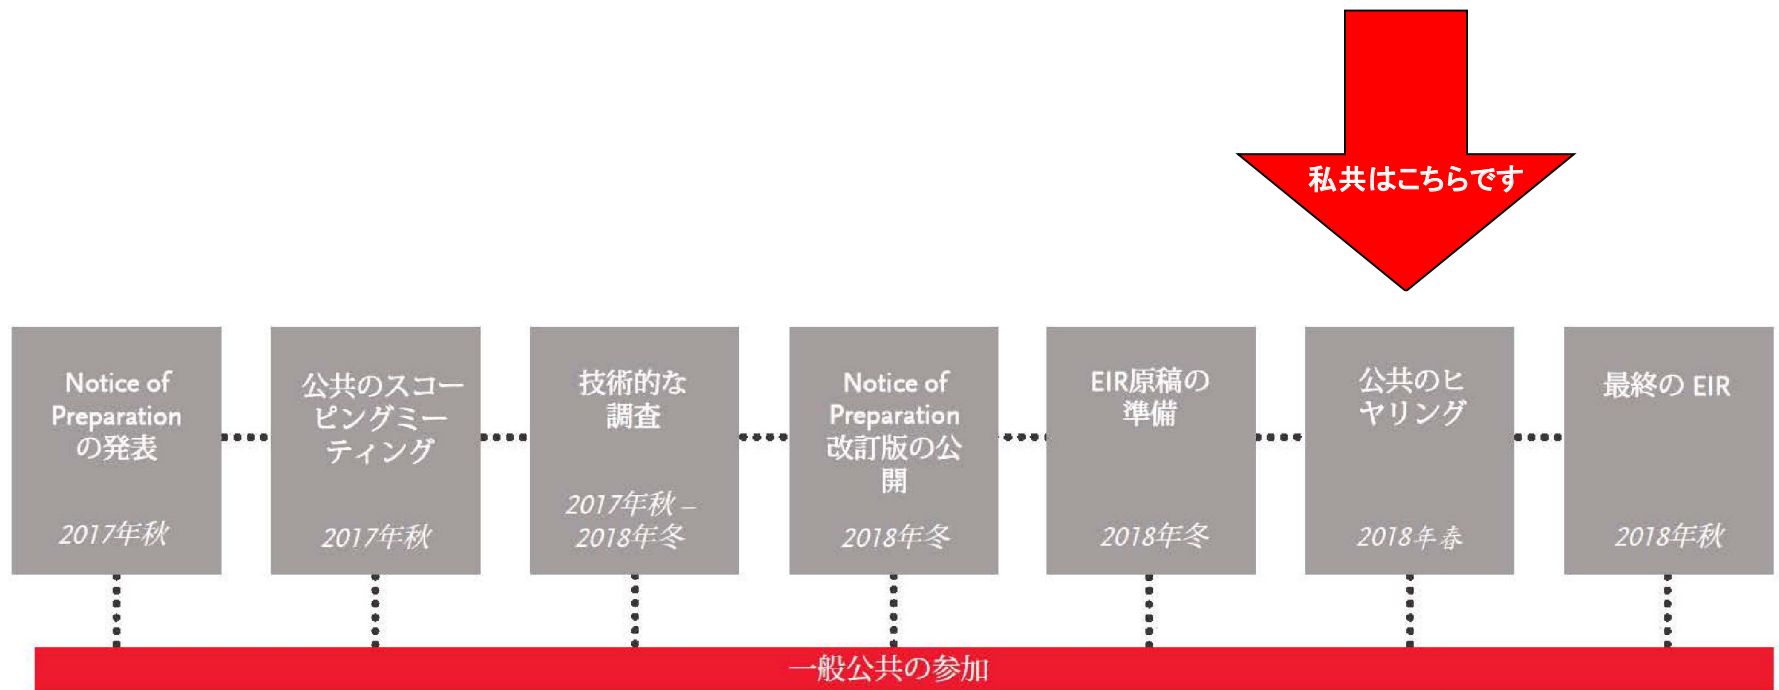 私共はこちらです
Notice of
Preparation
の発表
2017年秋
公共のスコー
ピングミー
ティング
2017年秋
技術的な
調査
2017年秋 –
2018年冬
Notice of
Preparation
改訂版の公
開
2018年冬
EIR原稿の
準備
2018年冬
公共のヒ
ヤリング
2018年春
最終の EIR
2018年秋
一般公共の参加